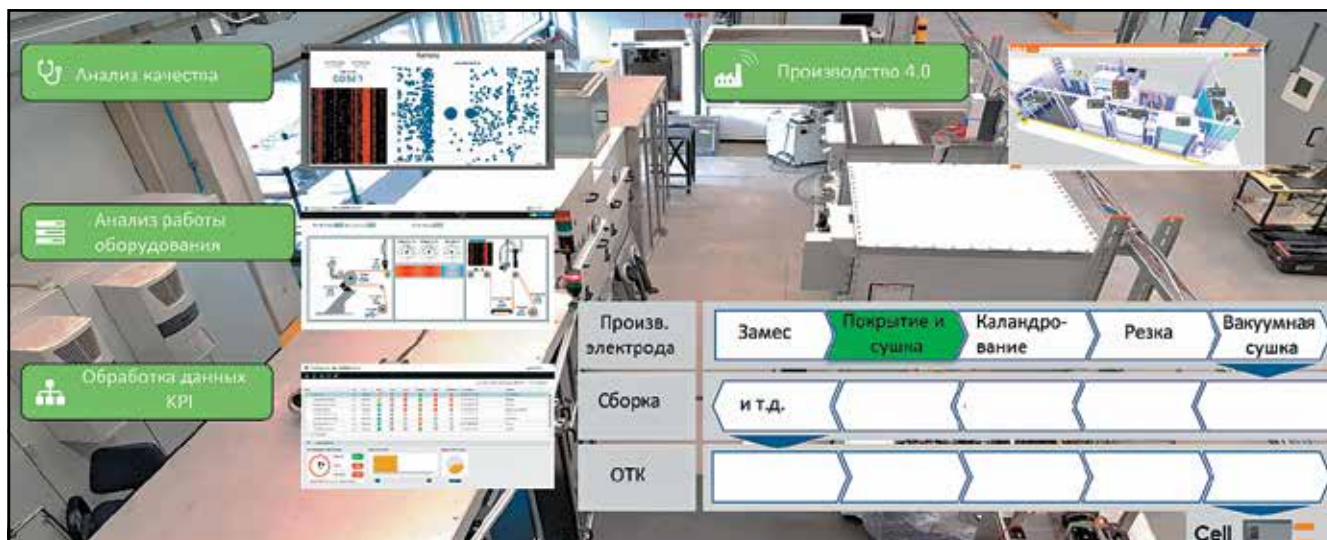 Анализ качества
Производство 4.0
Анализ работы
оборудования
Обработка данных
KPI
Произв.
электрода
Замес
Покрытие и
сушка
Каландро-
вание
Резка
Вакуумная
сушка
Сборка
и т.д.
ОТК
Cell